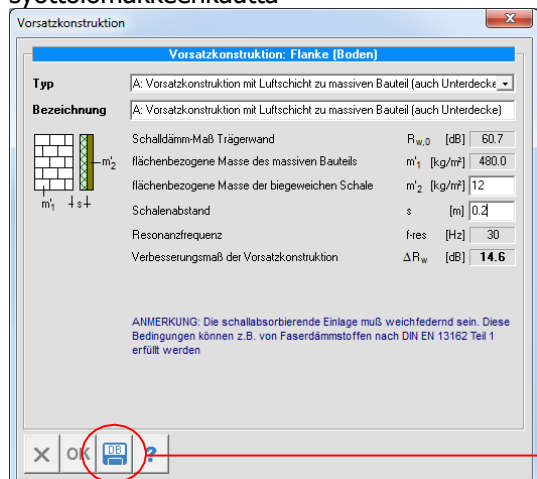 syöttölomakkeenkautta
Vorsatzkonstruktion
Vorsatzkonstruktion: Flanke (Boden)
Typ A: Vorsatzkonstruktion mit Luftschicht zu massiven Bauteil (auch Unterdecke
Bezeichnung A: Vorsatzkonstruktion mit Luftschicht zu massiven Bauteil (auch Unterdecke)
Schalldämm-Maß Trägerwand Rw,0 [dB] 60.7
flächenbezogene Masse des massiven Bauteils m'1 [kg/m²] 480.0
flächenbezogene Masse der biegeweichen Schale m'2 [kg/m²] 12
Schalenabstand s [m] 0.2
Resonanzfrequenz f-res [Hz] 30
Verbesserungsmaß der Vorsatzkonstruktion ΔRw [dB] 14.6
m'2
m'1 s
ANMERKUNG: Die schallabsorbierende Einlage muß weichfedernd sein. Diese
Bedingungen können z.B. von Faserdämmstoffen nach DIN EN 13162 Teil 1
erfüllt werden
OK DB ?